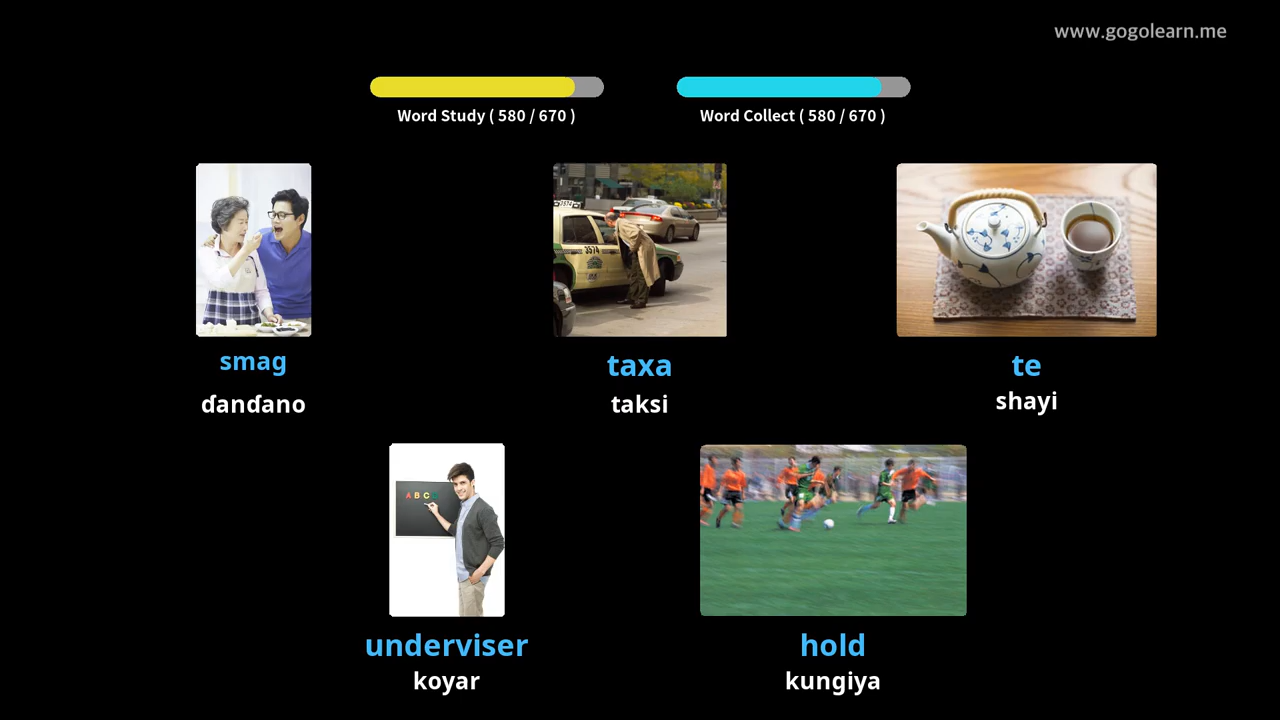 www.gogolearn.me
Word Study ( 580 / 670 )
Word Collect ( 580 / 670 )
smag
ɗanɗano
taxa
taksi
te
shayi
A B C
3574
underviser
koyar
hold
kungiya